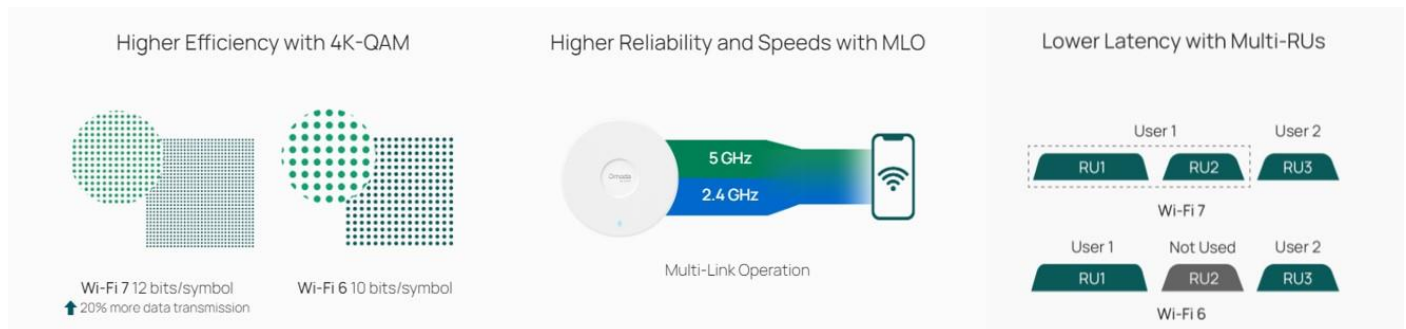 Higher Efficiency with 4K-QAM
Wi-Fi 7 12 bits/symbol
20% more data transmission
Wi-Fi 6 10 bits/symbol
Higher Reliability and Speeds with MLO
Omada
5 GHz
2.4 GHz
Multi-Link Operation
Lower Latency with Multi-RUs
User 1 User 2
RU1 RU2 RU3
Wi-Fi 7
User 1 Not Used User 2
RU1 RU2 RU3
Wi-Fi 6